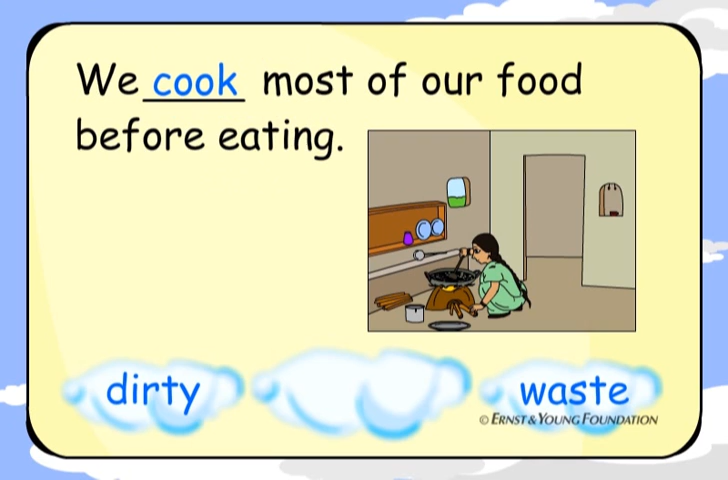 We cook most of our food
before eating.
dirty
waste
© ERNST & YOUNG FOUNDATION